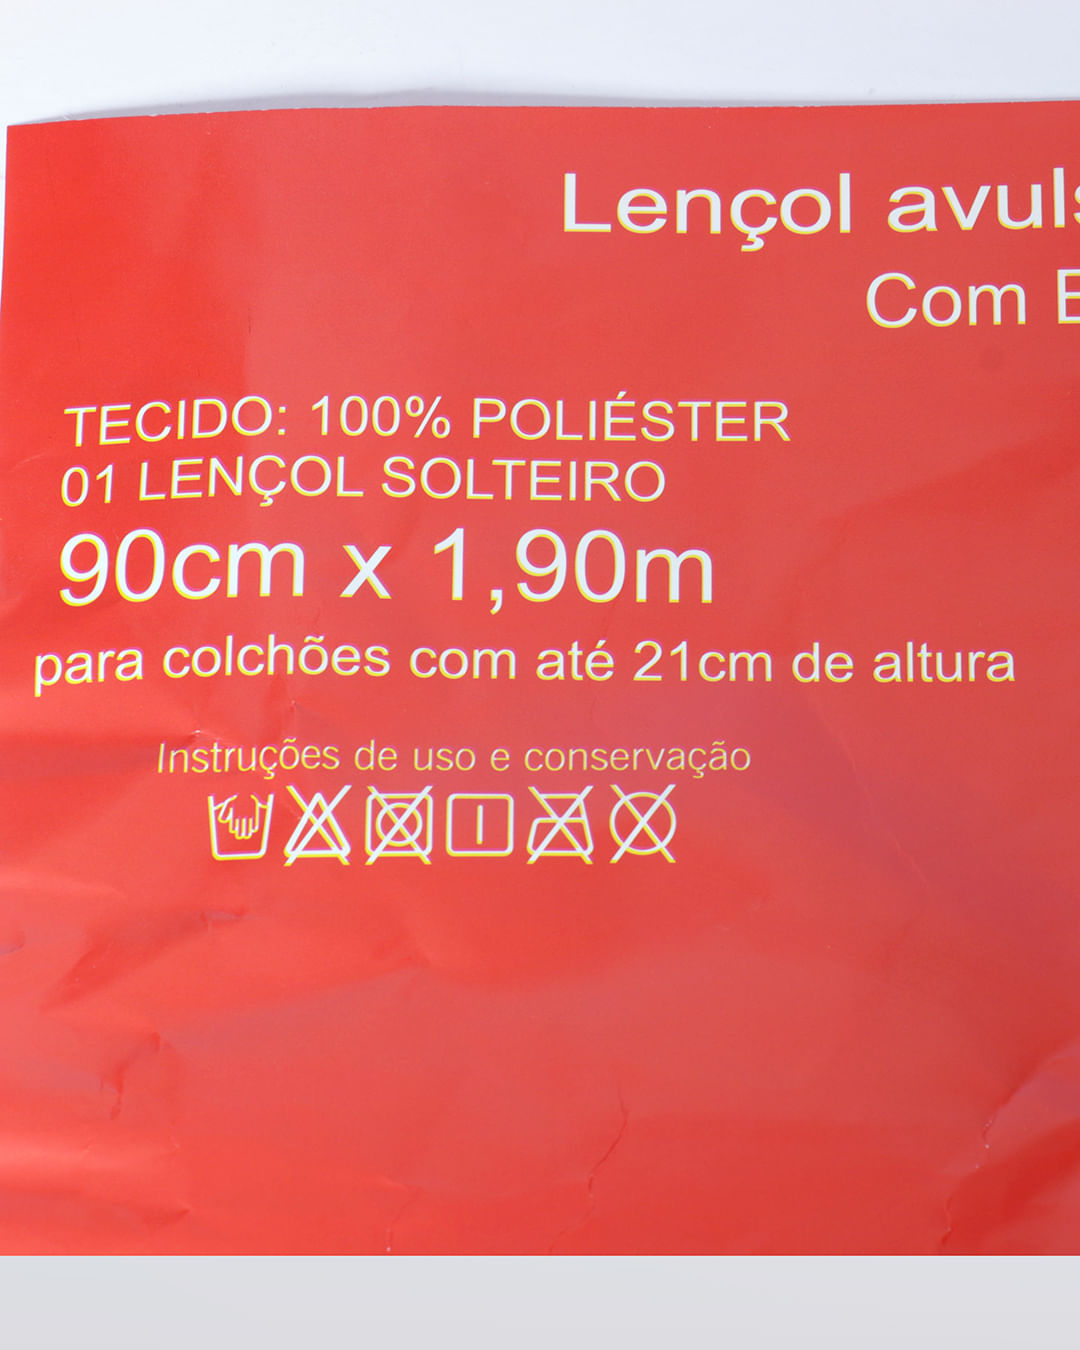 Lençol avuls
Com E
TECIDO: 100% POLIÉSTER
01 LENÇOL SOLTEIRO
90cm x 1,90m
para colchões com até 21cm de altura
Instruções de uso e conservação